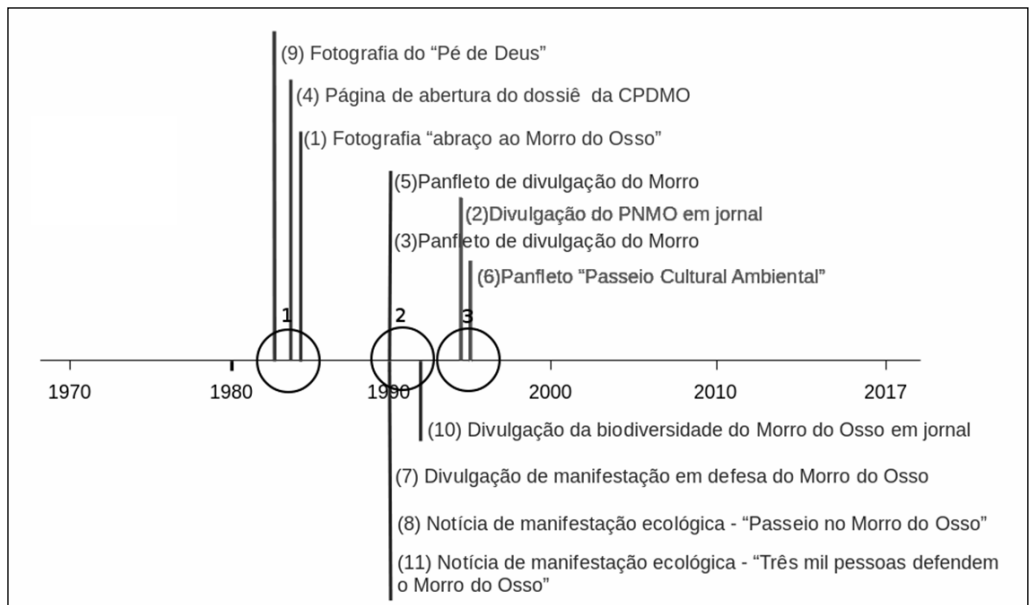 (9) Fotografia do “Pé de Deus”
(4) Página de abertura do dossiê da CPDMO
(1) Fotografia “abraço ao Morro do Osso”
(5)Panfleto de divulgação do Morro
(2)Divulgação do PNMO em jornal
(3)Panfleto de divulgação do Morro
(6)Panfleto “Passeio Cultural Ambiental”
1 2 3
1970 1980 1990 2000 2010 2017
(10) Divulgação da biodiversidade do Morro do Osso em jornal
(7) Divulgação de manifestação em defesa do Morro do Osso
(8) Notícia de manifestação ecológica - “Passeio no Morro do Osso”
(11) Notícia de manifestação ecológica - “Três mil pessoas defendem
o Morro do Osso”